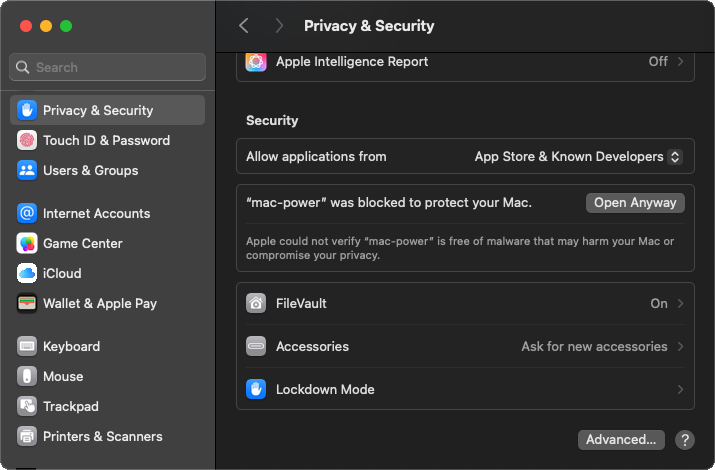 Privacy & Security
Search
Privacy & Security
Touch ID & Password
Users & Groups
Internet Accounts
Game Center
iCloud
Wallet & Apple Pay
Keyboard
Mouse
Trackpad
Printers & Scanners
Apple Intelligence Report Off
Security
Allow applications from App Store & Known Developers
“mac-power” was blocked to protect your Mac. Open Anyway
Apple could not verify “mac-power” is free of malware that may harm your Mac or
compromise your privacy.
FileVault On
Accessories Ask for new accessories
Lockdown Mode
Advanced... ?